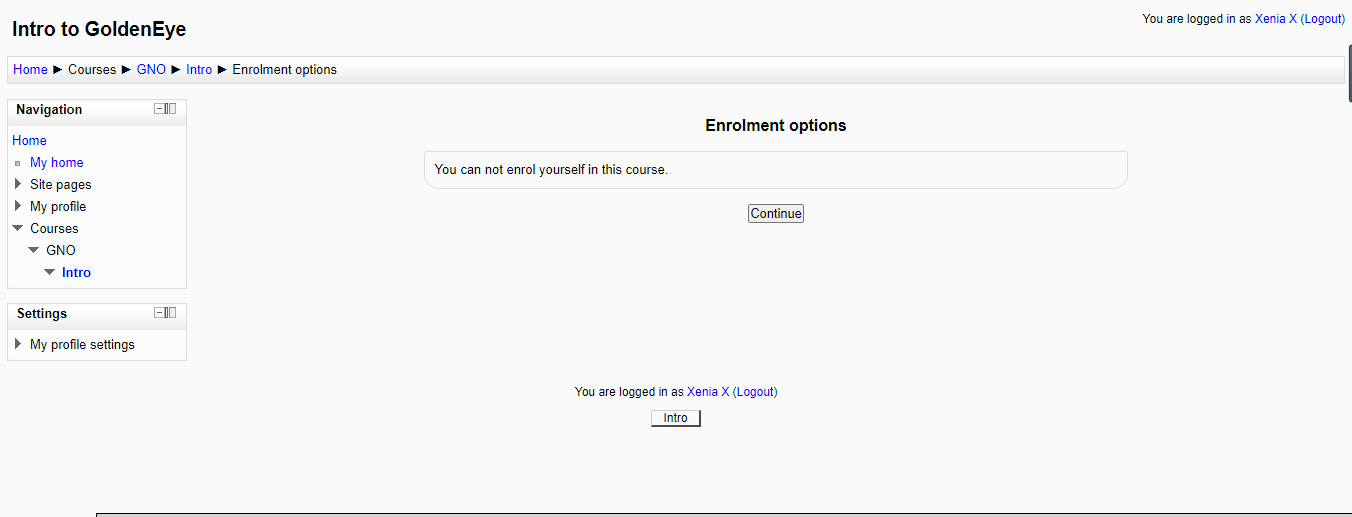 Intro to GoldenEye
You are logged in as Xenia X (Logout)
Home ► Courses ► GNO ► Intro ► Enrolment options
Navigation
Home
My home
Site pages
My profile
Courses
GNO
Intro
Settings
My profile settings
Enrolment options
You can not enrol yourself in this course.
Continue
You are logged in as Xenia X (Logout)
Intro